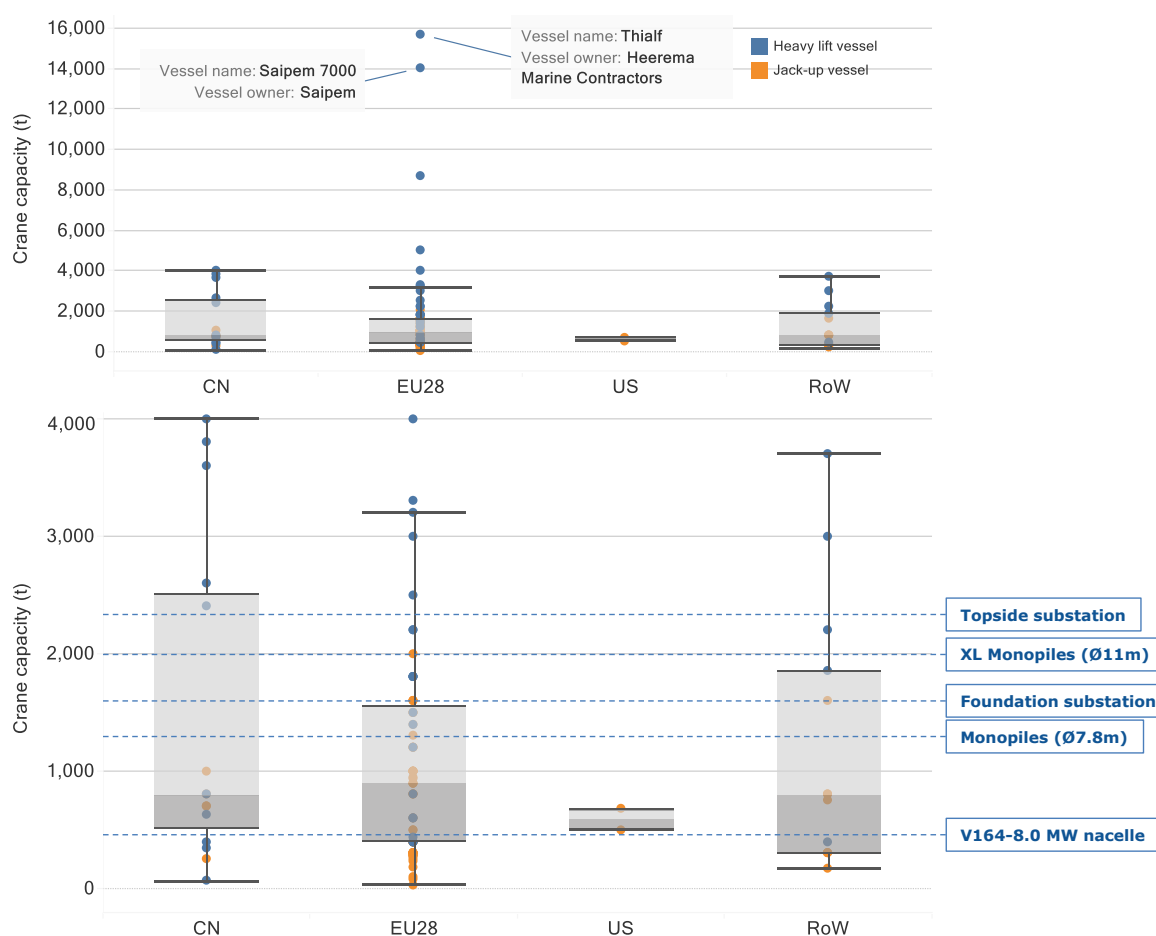 16,000
14,000
12,000
10,000
8,000
6,000
4,000
2,000
0
Crane capacity (t)
Vessel name: Saipem 7000
Vessel owner: Saipem
Vessel name: Thialf
Vessel owner: Heerema
Marine Contractors
Heavy lift vessel
Jack-up vessel
CN EU28 US RoW
4,000
3,000
2,000
1,000
0
Crane capacity (t)
Topside substation
XL Monopiles (Ø11m)
Foundation substation
Monopiles (Ø7.8m)
V164-8.0 MW nacelle
CN EU28 US RoW